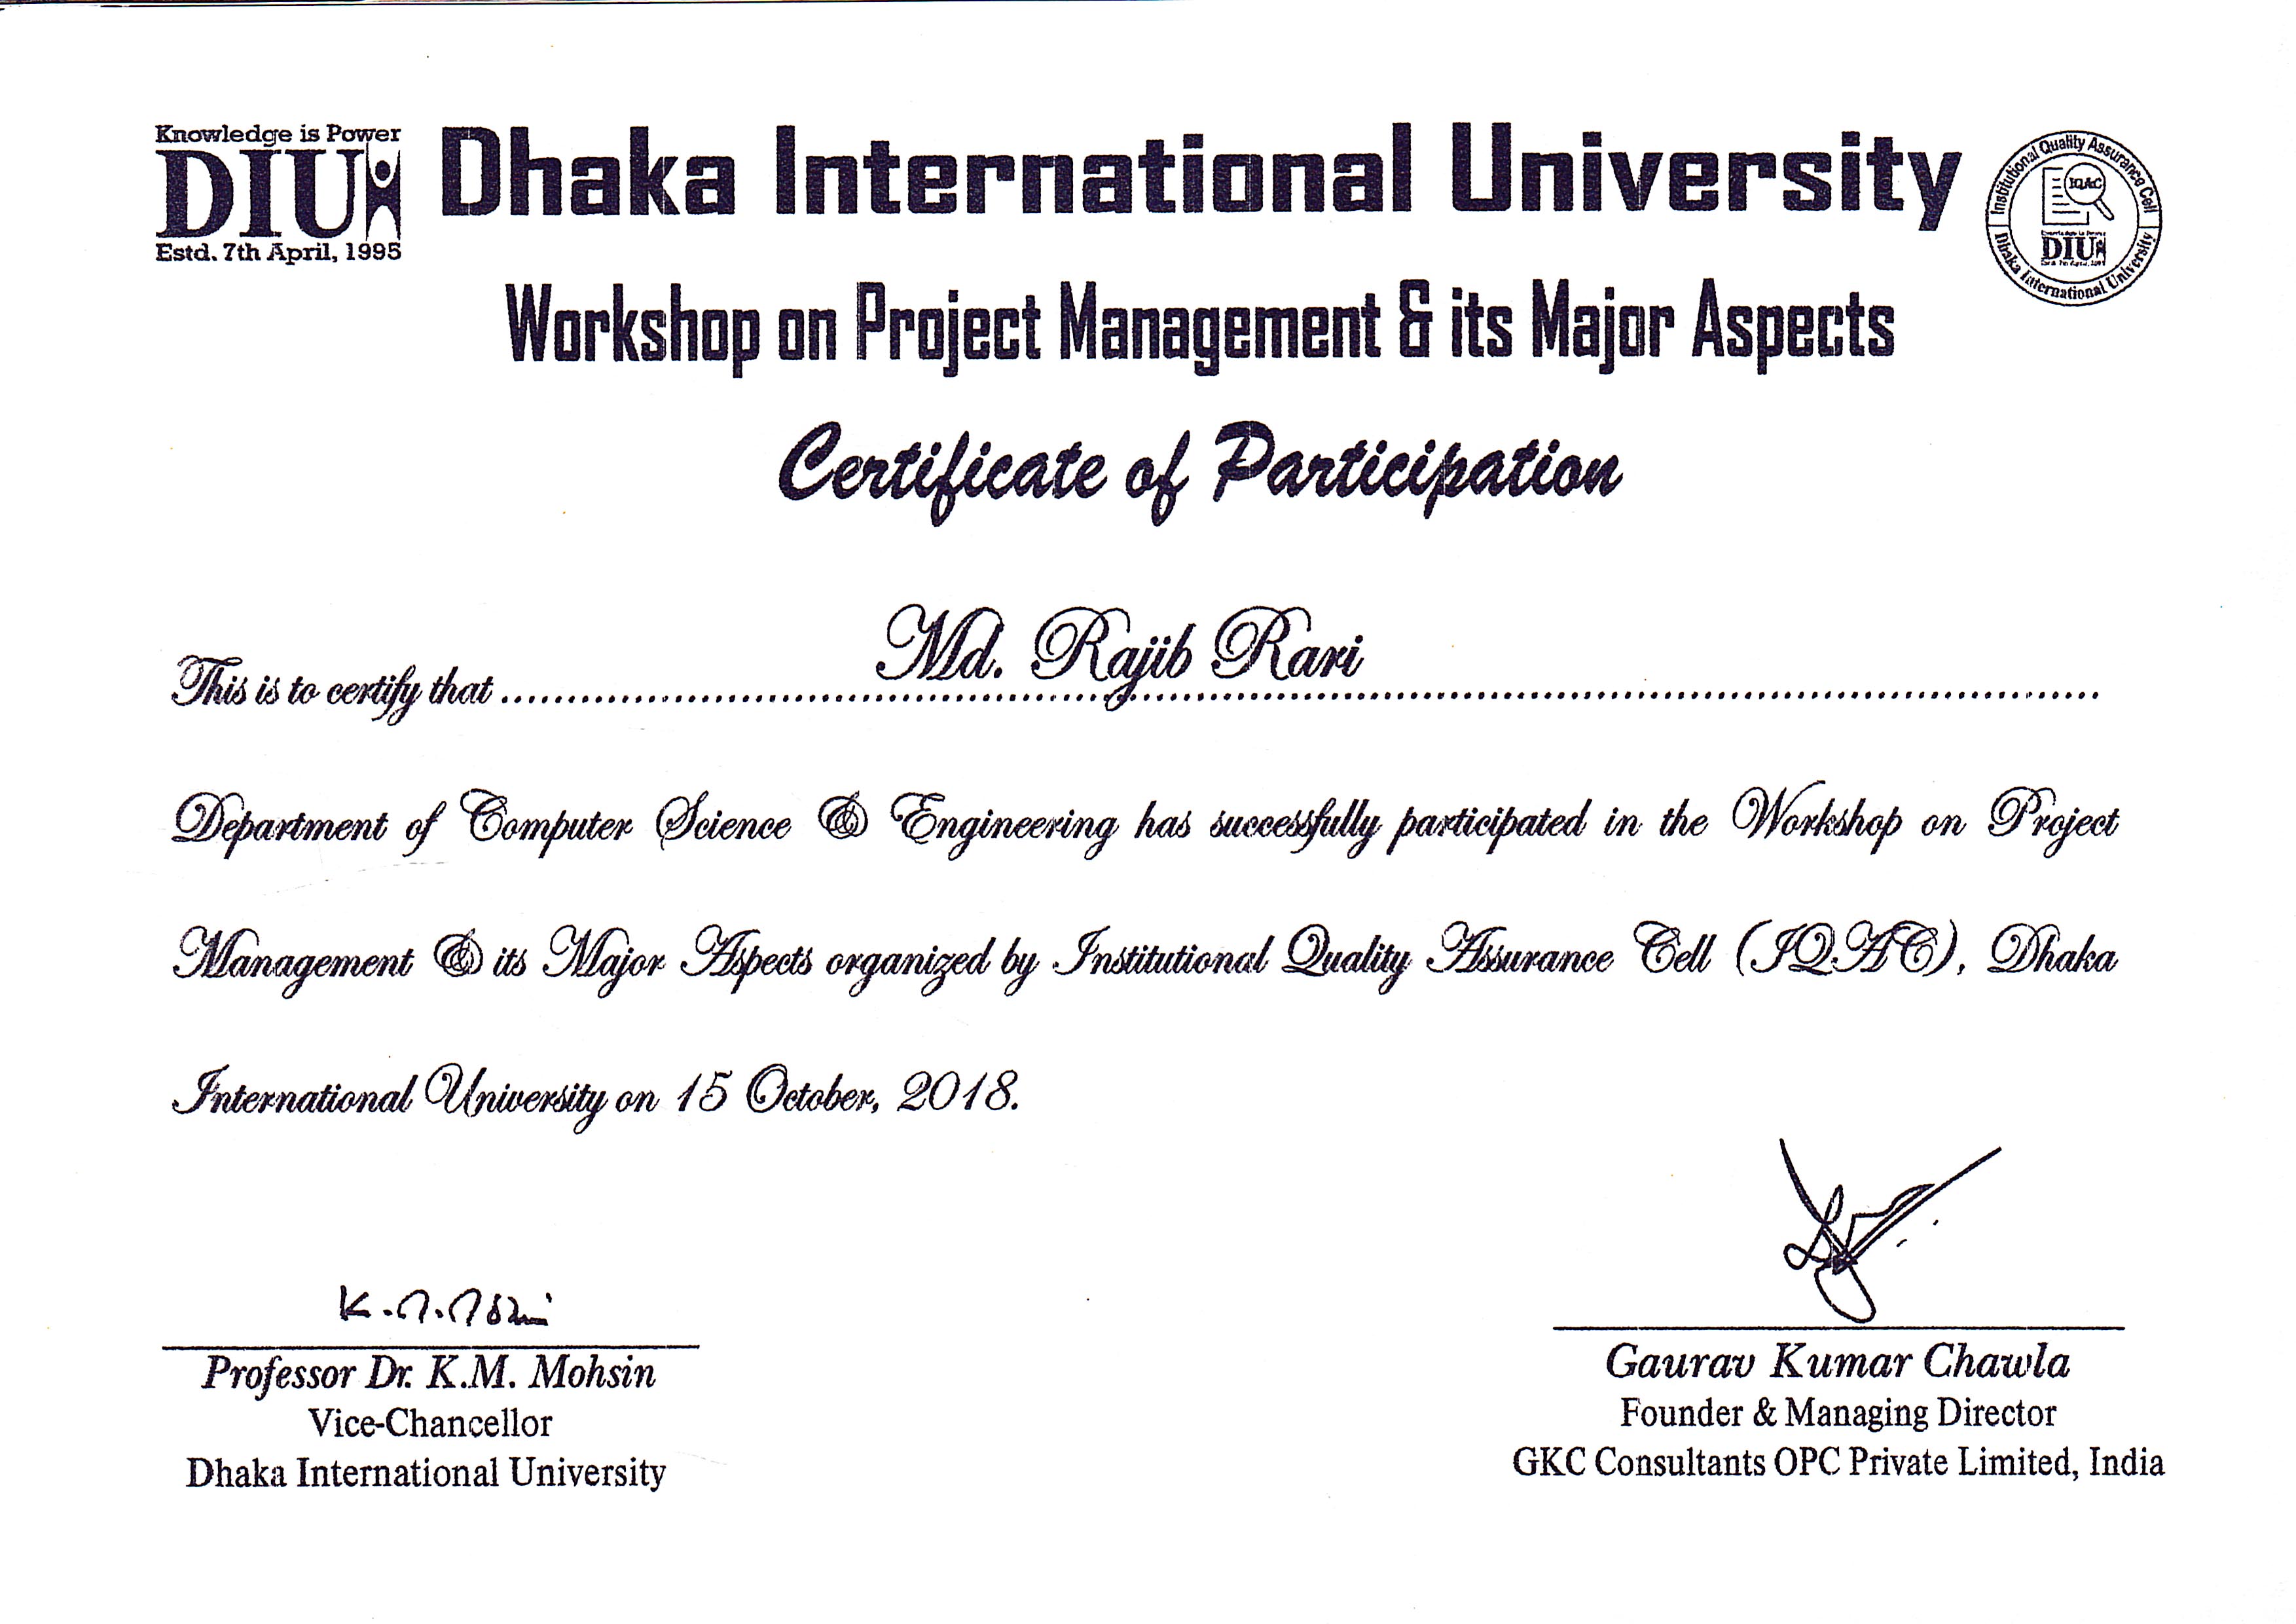 Knowledge is Power
DIU
Estd. 7th April, 1995
Dhaka International University
Institutional Quality Assurance Cell
IQAC
DIU
Dhaka International University
Workshop on Project Management & its Major Aspects
Certificate of Participation
This is to certify that Md. Rajib Rari
Department of Computer Science & Engineering has successfully participated in the Workshop on Project
Management & its Major Aspects organized by Institutional Quality Assurance Cell (IQAC), Dhaka
International University on 15 October, 2018.
Professor Dr. K.M. Mohsin
Vice-Chancellor
Dhaka International University
Gaurav Kumar Chawla
Founder & Managing Director
GKC Consultants OPC Private Limited, India